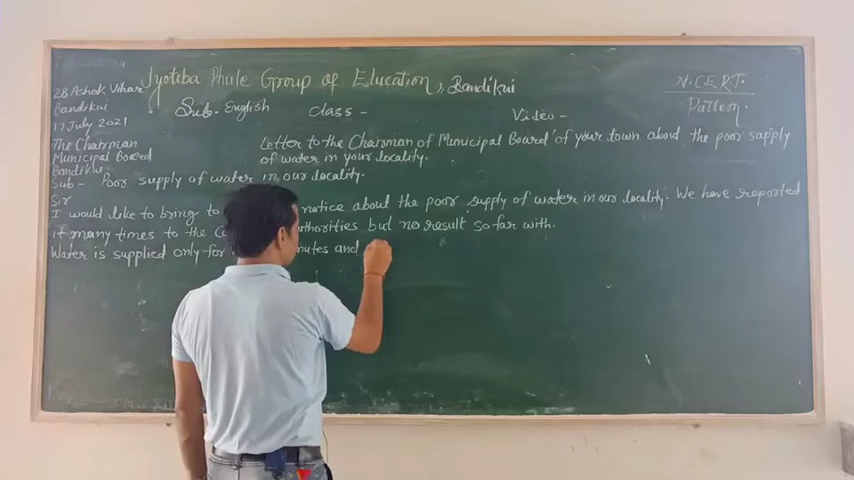 Jyoteba Phule Group of Education, Bandikui
N.CERT.
Pattern.
Sub. English Class - Video -
28 Ashok Vihar
Bandikui
17 July 2021
The Chairman
Municipal Board
Bandikui
Letter to the Chairman of Municipal Board of your town about the poor supply
of water in your locality.
Sub- Poor supply of water in our locality.
Sir
I would like to bring to notice about the poor supply of water in our locality. We have reported
it many times to the but no result so far with.
Water is supplied only for and